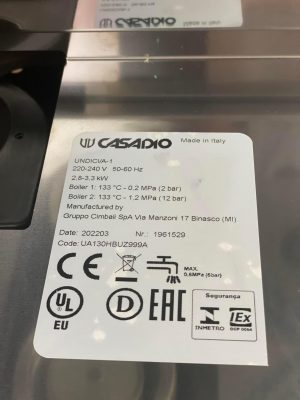 CASADIO Made in Italy
UNDICI/A-1
220-240 V 50-60 Hz
2,8-3,3 kW
Boiler 1: 133 °C - 0,2 MPa (2 bar)
Boiler 2: 133 °C - 1,2 MPa (12 bar)
Manufactured by
Gruppo Cimbali SpA Via Manzoni 17 Binasco (MI)
Date: 202203 Nr.: 1961529
Code: UA130HBUZ999A
CE
MAX.
0,6MPa (6bar)
UL
EU
D
EAC
Segurança
INMETRO
IEx
OCP 0064